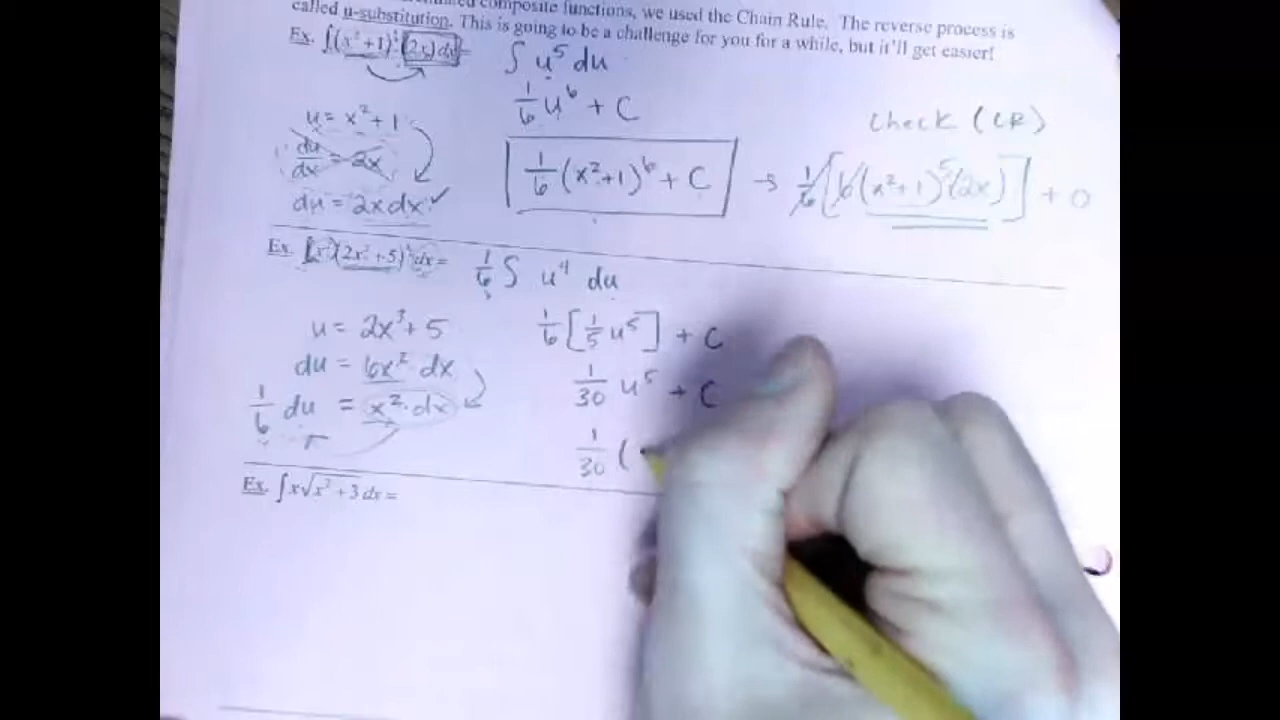 composite functions, we used the Chain Rule. The reverse process is
called u-substitution. This is going to be a challenge for you for a while, but it'll get easier!
Ex. ∫(x²+1)⁵(2x)dx=
∫ u⁵ du
1/6 u⁶ + C
u = x² + 1
du/dx = 2x
du = 2x dx ✓
1/6 (x²+1)⁶ + C
Check (CR)
→ 1/6 [6(x²+1)⁵(2x)] + 0
Ex. ∫x²(2x³+5)⁴dx=
1/6 ∫ u⁴ du
u = 2x³ + 5
du = 6x² · dx
1/6 du = x² · dx
1/6 [1/5 u⁵] + C
1/30 u⁵ + C
1/30 (
Ex. ∫x√x²+3 dx =